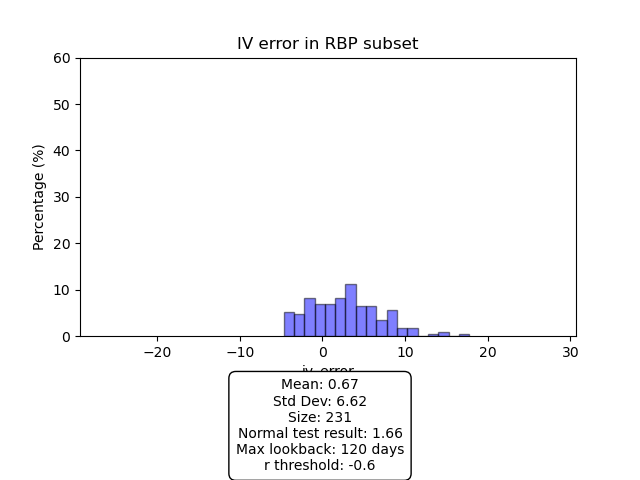 IV error in RBP subset
60
50
40
30
20
10
0
Percentage (%)
−20
−10
0
10
20
30
iv_error
Mean: 0.67
Std Dev: 6.62
Size: 231
Normal test result: 1.66
Max lookback: 120 days
r threshold: -0.6